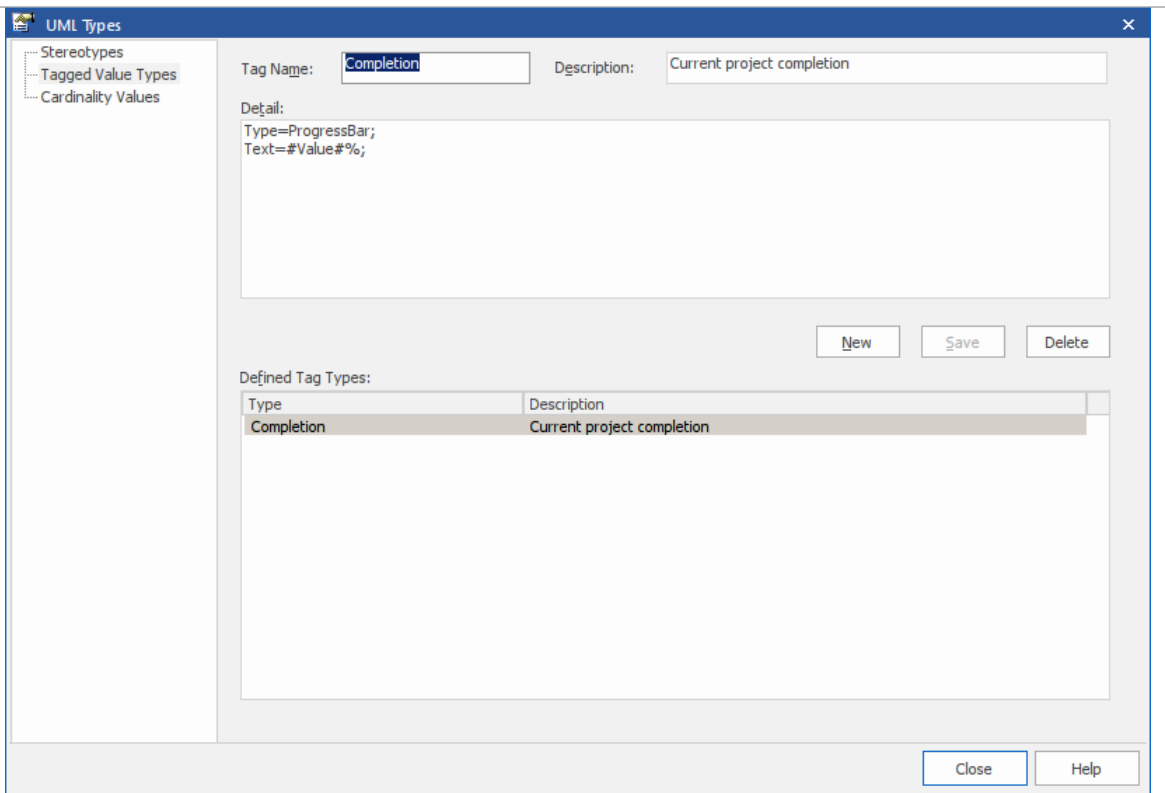 UML Types
Stereotypes
Tagged Value Types
Cardinality Values
Tag Name: Completion Description: Current project completion
Detail:
Type=ProgressBar;
Text=#Value#%;
New Save Delete
Defined Tag Types:
Type Description
Completion Current project completion
Close Help